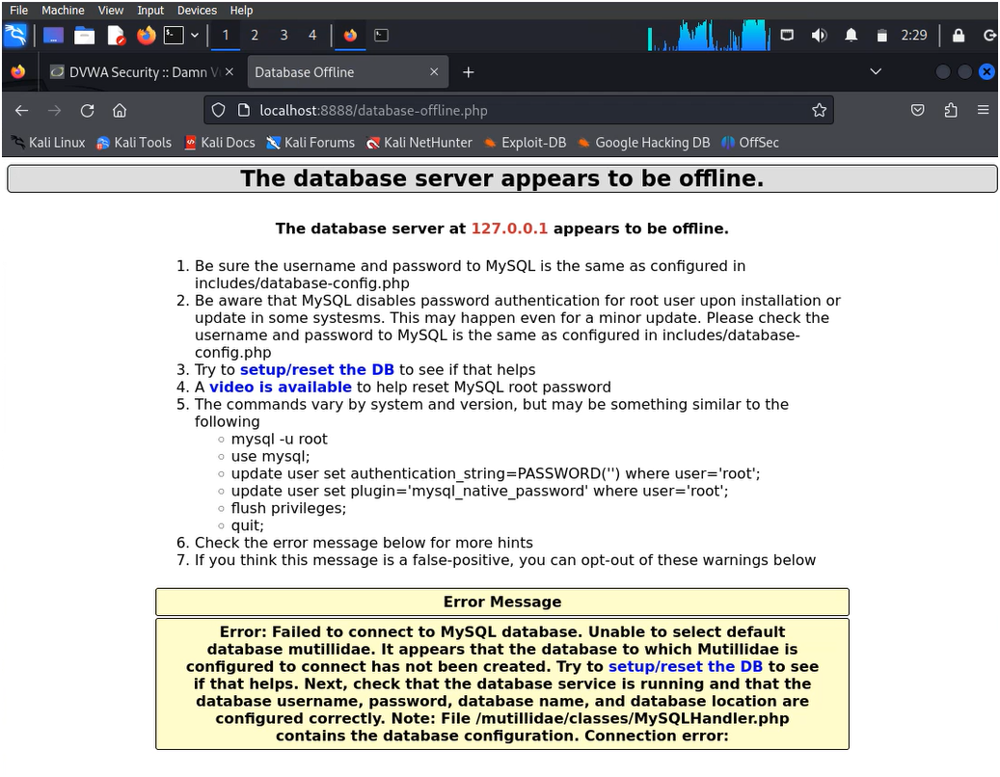 File Machine View Input Devices Help
1 2 3 4 2:29
DVWA Security :: Damn Database Offline
localhost:8888/database-offline.php
Kali Linux Kali Tools Kali Docs Kali Forums Kali NetHunter Exploit-DB Google Hacking DB OffSec
The database server appears to be offline.
The database server at 127.0.0.1 appears to be offline.
1. Be sure the username and password to MySQL is the same as configured in
includes/database-config.php
2. Be aware that MySQL disables password authentication for root user upon installation or
update in some systesms. This may happen even for a minor update. Please check the
username and password to MySQL is the same as configured in includes/database-
config.php
3. Try to setup/reset the DB to see if that helps
4. A video is available to help reset MySQL root password
5. The commands vary by system and version, but may be something similar to the
following
○ mysql -u root
○ use mysql;
○ update user set authentication_string=PASSWORD('') where user='root';
○ update user set plugin='mysql_native_password' where user='root';
○ flush privileges;
○ quit;
6. Check the error message below for more hints
7. If you think this message is a false-positive, you can opt-out of these warnings below
Error Message
Error: Failed to connect to MySQL database. Unable to select default
database mutillidae. It appears that the database to which Mutillidae is
configured to connect has not been created. Try to setup/reset the DB to see
if that helps. Next, check that the database service is running and that the
database username, password, database name, and database location are
configured correctly. Note: File /mutillidae/classes/MySQLHandler.php
contains the database configuration. Connection error: